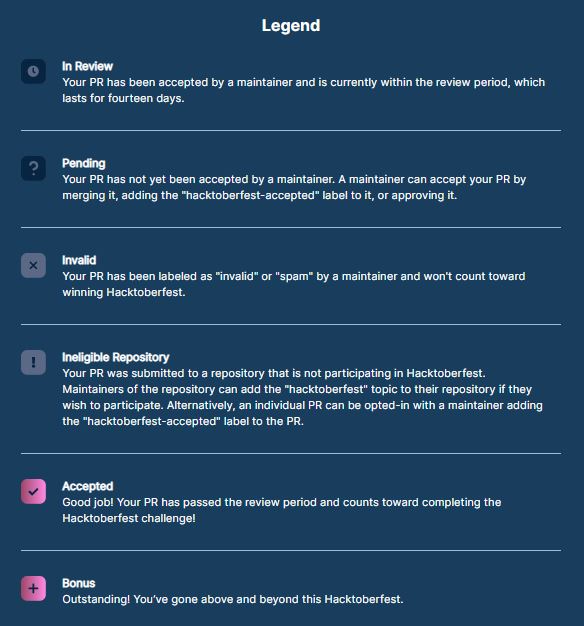 Legend
In Review
Your PR has been accepted by a maintainer and is currently within the review period, which
lasts for fourteen days.
Pending
Your PR has not yet been accepted by a maintainer. A maintainer can accept your PR by
merging it, adding the "hacktoberfest-accepted" label to it, or approving it.
Invalid
Your PR has been labeled as "invalid" or "spam" by a maintainer and won't count toward
winning Hacktoberfest.
Ineligible Repository
Your PR was submitted to a repository that is not participating in Hacktoberfest.
Maintainers of the repository can add the "hacktoberfest" topic to their repository if they
wish to participate. Alternatively, an individual PR can be opted-in with a maintainer adding
the "hacktoberfest-accepted" label to the PR.
Accepted
Good job! Your PR has passed the review period and counts toward completing the
Hacktoberfest challenge!
Bonus
Outstanding! You've gone above and beyond this Hacktoberfest.